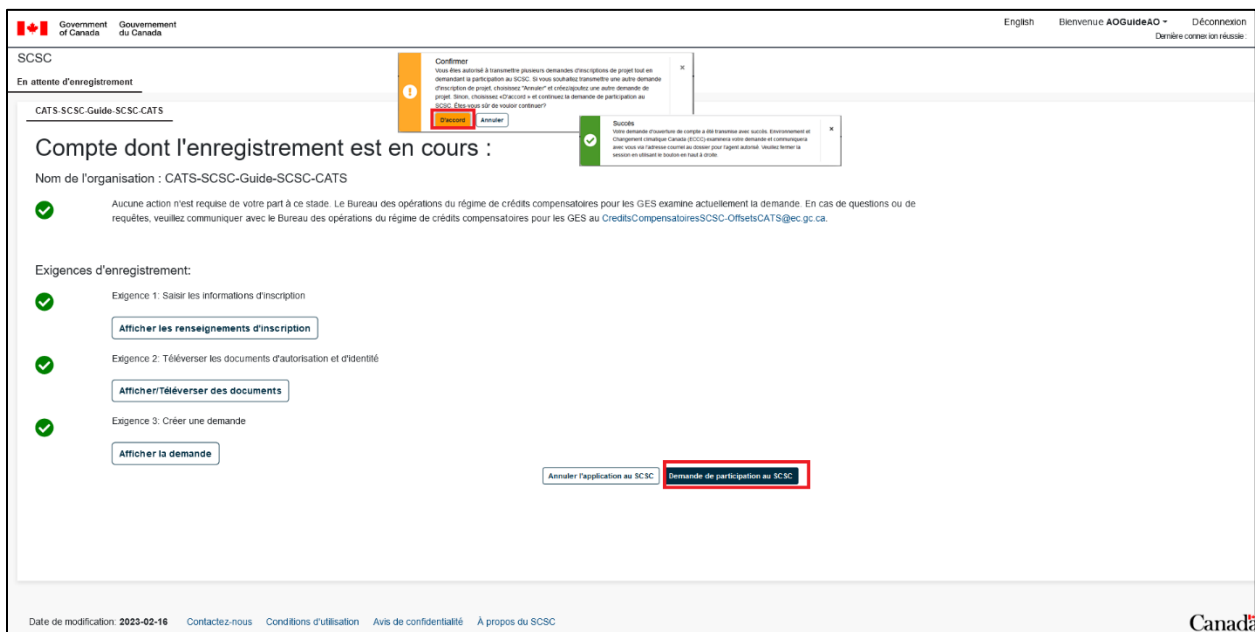 Government of Canada
Gouvernement du Canada
English
Bienvenue AOGuideAO
Déconnexion
Dernière connexion réussie :
SCSC
En attente d'enregistrement
Confirmer
Vous êtes autorisé à transmettre plusieurs demandes d'inscriptions de projet tout en
demandant la participation au SCSC. Si vous souhaitez transmettre une autre demande
d'inscription de projet, choisissez "Annuler" et créez/ajoutez une autre demande de
projet. Sinon, choisissez «D'accord » et continuez la demande de participation au
SCSC. Êtes-vous sûr de vouloir continuer?
D'accord
Annuler
Succès
Votre demande d'ouverture de compte a été transmise avec succès. Environnement et
Changement climatique Canada (ECCC) examinera votre demande et communiquera
avec vous via l'adresse courriel au dossier pour l'agent autorisé. Veuillez fermer la
session en utilisant le bouton en haut à droite.
CATS-SCSC-Guide-SCSC-CATS
Compte dont l'enregistrement est en cours :
Nom de l'organisation : CATS-SCSC-Guide-SCSC-CATS
Aucune action n'est requise de votre part à ce stade. Le Bureau des opérations du régime de crédits compensatoires pour les GES examine actuellement la demande. En cas de questions ou de
requêtes, veuillez communiquer avec le Bureau des opérations du régime de crédits compensatoires pour les GES au CreditsCompensatoiresSCSC-OffsetsCATS@ec.gc.ca.
Exigences d'enregistrement:
Exigence 1: Saisir les informations d'inscription
Afficher les renseignements d'inscription
Exigence 2: Téléverser les documents d'autorisation et d'identité
Afficher/Téléverser des documents
Exigence 3: Créer une demande
Afficher la demande
Annuler l'application au SCSC
Demande de participation au SCSC
Date de modification: 2023-02-16
Contactez-nous
Conditions d'utilisation
Avis de confidentialité
À propos du SCSC
Canada